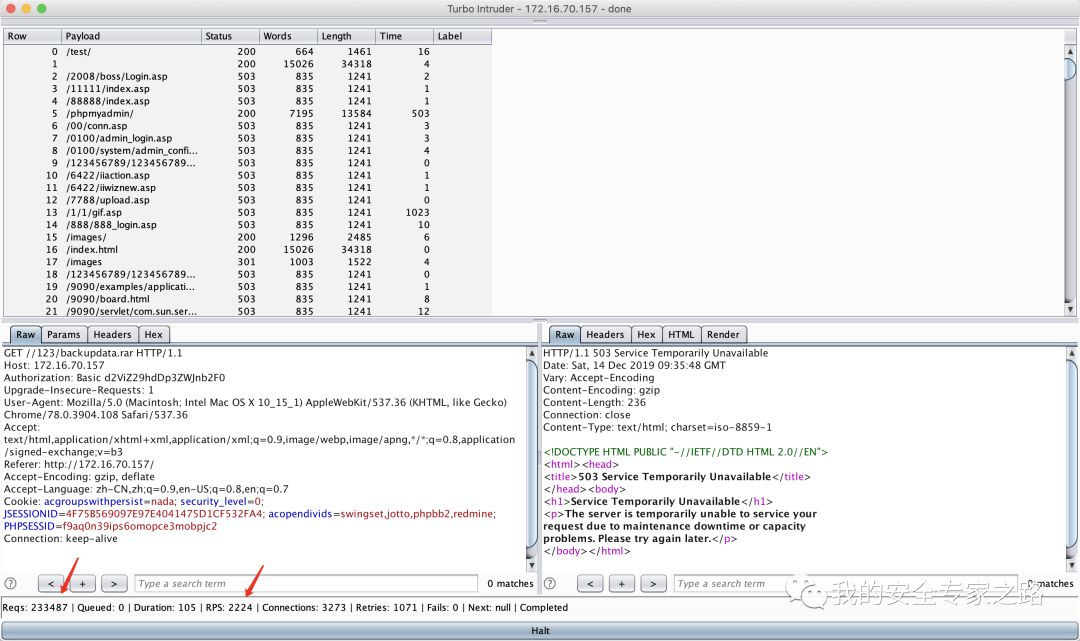 Turbo Intruder - 172.16.70.157 - done
Row Payload Status Words Length Time Label
0 /test/ 200 664 1461 16
1 200 15026 34318 4
2 /2008/boss/Login.asp 503 835 1241 2
3 /11111/index.asp 503 835 1241 1
4 /88888/index.asp 503 835 1241 1
5 /phpmyadmin/ 200 7195 13584 503
6 /00/conn.asp 503 835 1241 3
7 /0100/admin_login.asp 503 835 1241 3
8 /0100/system/admin_confi... 503 835 1241 4
9 /123456789/123456789... 503 835 1241 0
10 /6422/iiaction.asp 503 835 1241 1
11 /6422/iiwiznew.asp 503 835 1241 1
12 /7788/upload.asp 503 835 1241 0
13 /1/1/gif.asp 503 835 1241 1023
14 /888/888_login.asp 503 835 1241 10
15 /images/ 200 1296 2485 6
16 /index.html 200 15026 34318 0
17 /images 301 1003 1522 4
18 /123456789/123456789... 503 835 1241 0
19 /9090/examples/applicati... 503 835 1241 1
20 /9090/board.html 503 835 1241 8
21 /9090/servlet/com.sun.ser... 503 835 1241 12
Raw Params Headers Hex
GET //123/backupdata.rar HTTP/1.1
Host: 172.16.70.157
Authorization: Basic d2ViZ29hdDp3ZWJnb2F0
Upgrade-Insecure-Requests: 1
User-Agent: Mozilla/5.0 (Macintosh; Intel Mac OS X 10_15_1) AppleWebKit/537.36 (KHTML, like Gecko)
Chrome/78.0.3904.108 Safari/537.36
Accept:
text/html,application/xhtml+xml,application/xml;q=0.9,image/webp,image/apng,*/*;q=0.8,application
/signed-exchange;v=b3
Referer: http://172.16.70.157/
Accept-Encoding: gzip, deflate
Accept-Language: zh-CN,zh;q=0.9,en-US;q=0.8,en;q=0.7
Cookie: acgroupswithpersist=nada; security_level=0;
JSESSIONID=4F75B569097E97E4041475D1CF532FA4; acopendivids=swingset,jotto,phpbb2,redmine;
PHPSESSID=f9aq0n39ips6omopce3mobpjc2
Connection: keep-alive
? < + > Type a search term 0 matches
Raw Headers Hex HTML Render
HTTP/1.1 503 Service Temporarily Unavailable
Date: Sat, 14 Dec 2019 09:35:48 GMT
Vary: Accept-Encoding
Content-Encoding: gzip
Content-Length: 236
Connection: close
Content-Type: text/html; charset=iso-8859-1
<!DOCTYPE HTML PUBLIC "-//IETF//DTD HTML 2.0//EN">
<html><head>
<title>503 Service Temporarily Unavailable</title>
</head><body>
<h1>Service Temporarily Unavailable</h1>
<p>The server is temporarily unable to service your
request due to maintenance downtime or capacity
problems. Please try again later.</p>
</body></html>
? < + > Type a search term 0 matches
我的安全专家之路
Reqs: 233487 | Queued: 0 | Duration: 105 | RPS: 2224 | Connections: 3273 | Retries: 1071 | Fails: 0 | Next: null | Completed
Halt